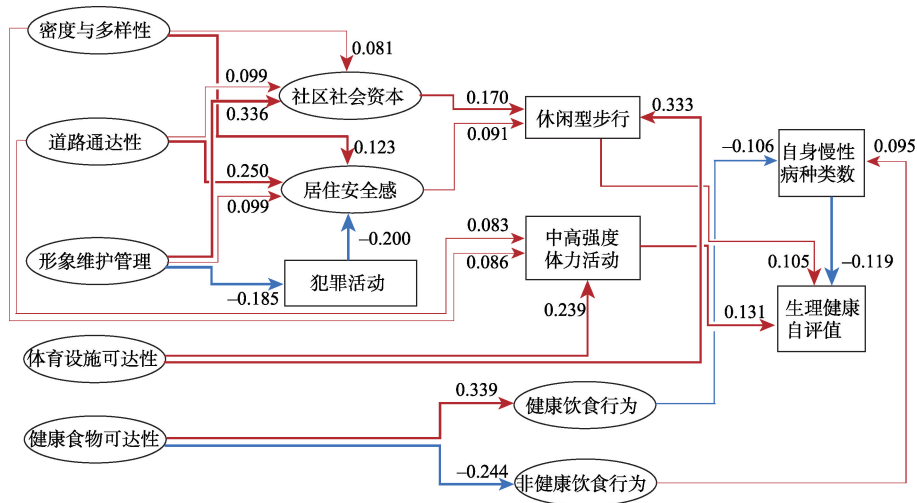 密度与多样性
0.081
0.099
社区社会资本
0.336
0.170
休闲型步行
0.333
道路通达性
0.123
0.091
-0.106
自身慢性
病种类数
0.095
0.250
居住安全感
0.099
-0.200
0.083
中高强度
体力活动
0.086
形象维护管理
犯罪活动
-0.185
0.239
0.105
-0.119
0.131
生理健康
自评值
体育设施可达性
0.339
健康饮食行为
健康食物可达性
-0.244
非健康饮食行为